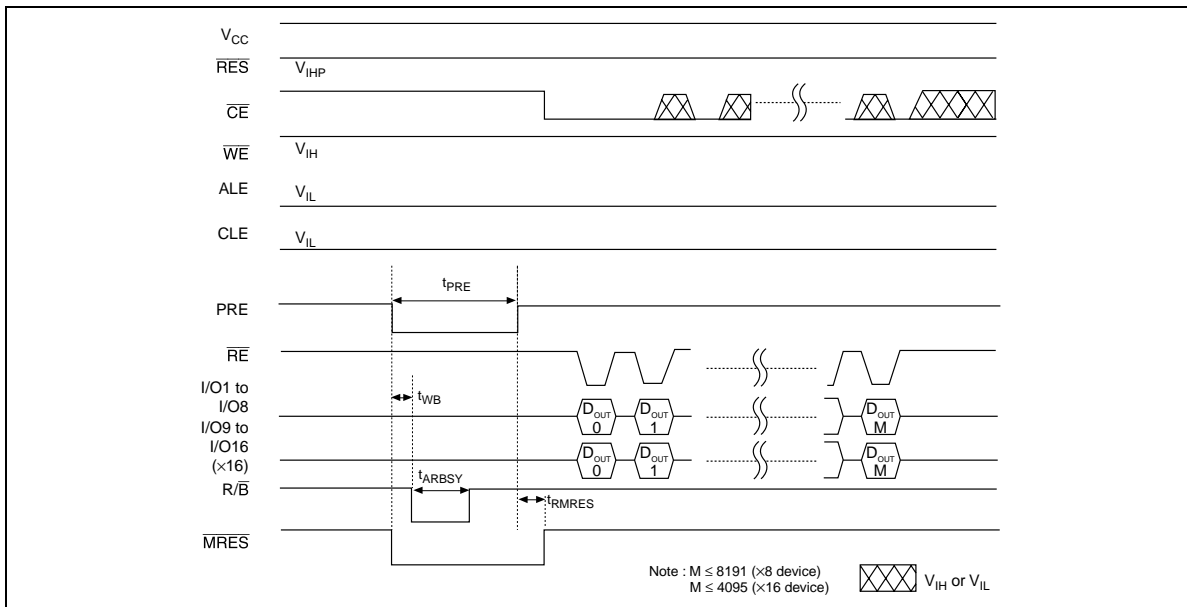 VCC
RES
VIHP
CE
WE
VIH
ALE
VIL
CLE
VIL
tPRE
PRE
RE
I/O1 to
I/O8
I/O9 to
I/O16
(×16)
tWB
DOUT
0
DOUT
1
DOUT
M
DOUT
0
DOUT
1
DOUT
M
tARBSY
R/B
tRMRES
MRES
Note : M ≤ 8191 (×8 device)
M ≤ 4095 (×16 device)
VIH or VIL